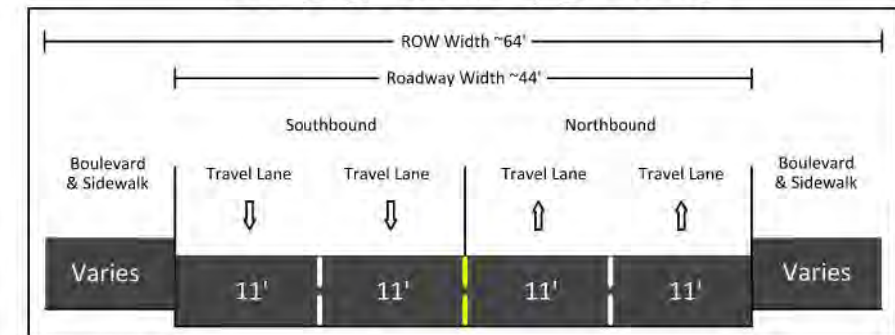 ROW Width ~64'
Roadway Width ~44'
Southbound Northbound
Boulevard
& Sidewalk
Travel Lane Travel Lane Travel Lane Travel Lane
Boulevard
& Sidewalk
Varies 11' 11' 11' 11' Varies